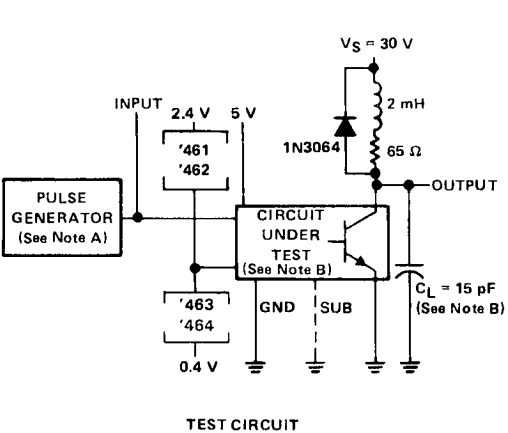 VS = 30 V
INPUT
2.4 V
5 V
2 mH
1N3064
65 Ω
'461
'462
OUTPUT
PULSE
GENERATOR
(See Note A)
CIRCUIT
UNDER
TEST
(See Note B)
CL = 15 pF
(See Note B)
'463
'464
GND
SUB
0.4 V
TEST CIRCUIT